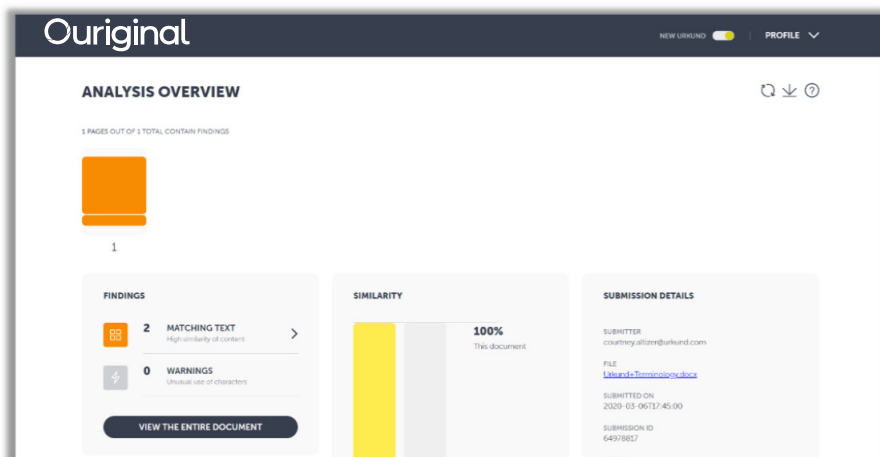 Ouriginal
NEW URKUND
PROFILE
ANALYSIS OVERVIEW
1 PAGES OUT OF 1 TOTAL CONTAIN FINDINGS
1
FINDINGS
2 MATCHING TEXT
High similarity of content
0 WARNINGS
Unusual use of characters
VIEW THE ENTIRE DOCUMENT
SIMILARITY
100%
This document
SUBMISSION DETAILS
SUBMITTER
courtney.altizer@urkund.com
FILE
Urkund+Terminology.docx
SUBMITTED ON
2020-03-06T17:45:00
SUBMISSION ID
64978817